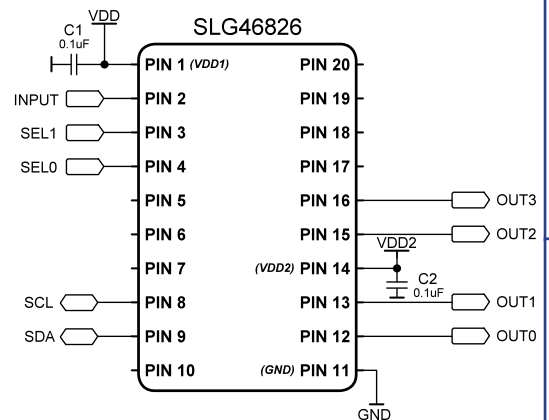 VDD
C1
0.1uF
SLG46826
PIN 1 (VDD1)
PIN 20
INPUT
PIN 2
PIN 19
SEL1
PIN 3
PIN 18
SEL0
PIN 4
PIN 17
PIN 5
PIN 16
OUT3
PIN 6
PIN 15
OUT2
VDD2
PIN 7
(VDD2) PIN 14
C2
0.1uF
SCL
PIN 8
PIN 13
OUT1
SDA
PIN 9
PIN 12
OUT0
PIN 10
(GND) PIN 11
GND